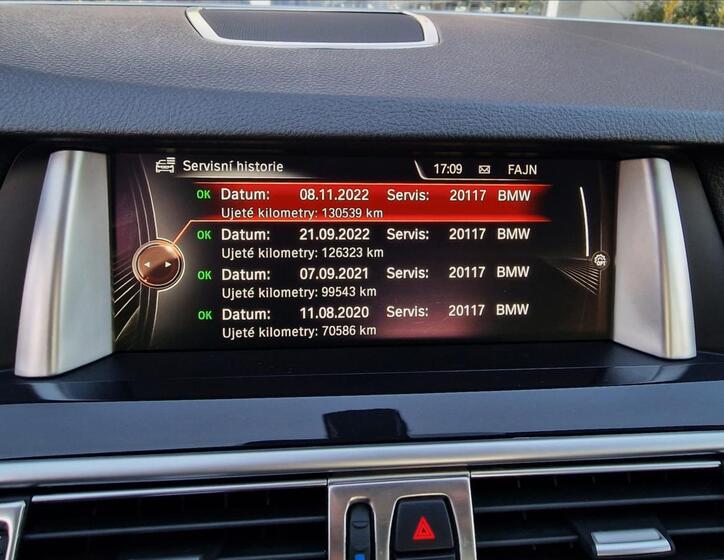 Servisní historie 17:09 FAJN
OK Datum: 08.11.2022 Servis: 20117 BMW
Ujeté kilometry: 130539 km
OK Datum: 21.09.2022 Servis: 20117 BMW
Ujeté kilometry: 126323 km
OK Datum: 07.09.2021 Servis: 20117 BMW
Ujeté kilometry: 99543 km
OK Datum: 11.08.2020 Servis: 20117 BMW
Ujeté kilometry: 70586 km